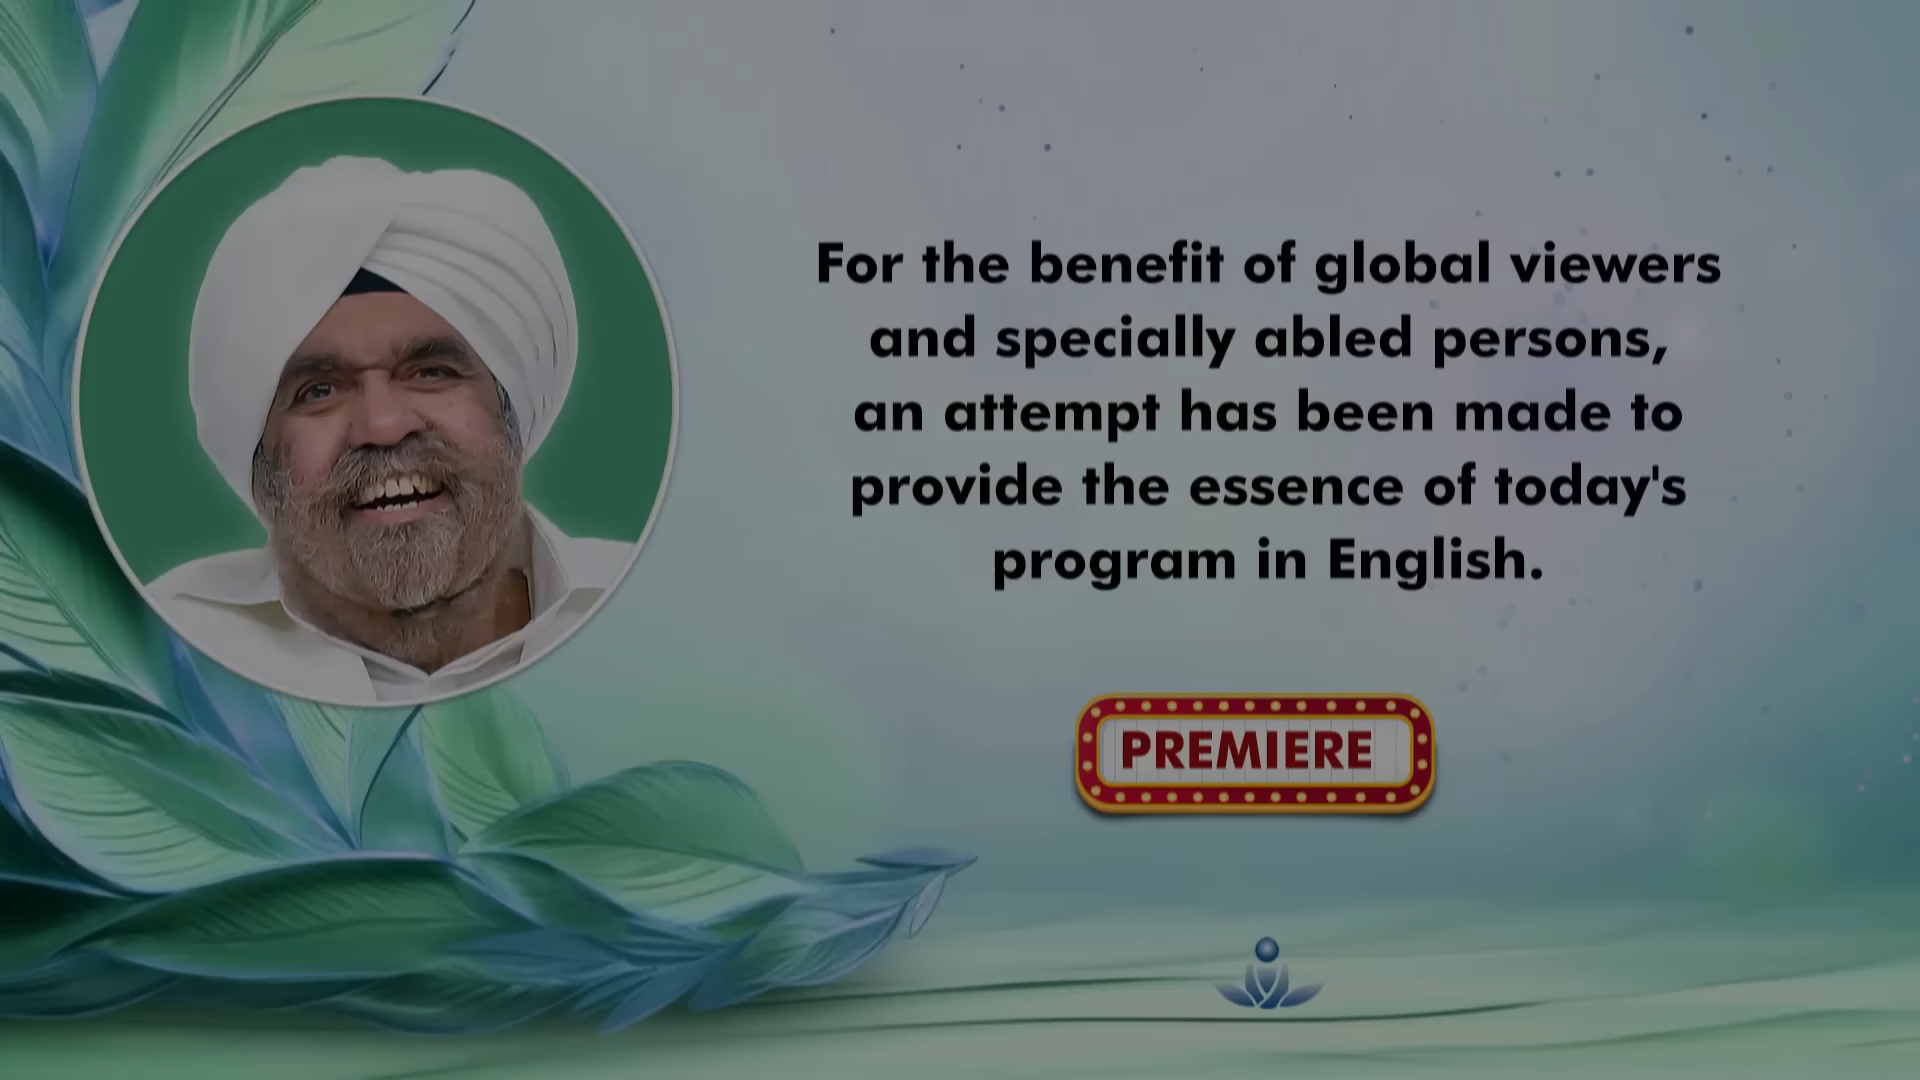 For the benefit of global viewers
and specially abled persons,
an attempt has been made to
provide the essence of today's
program in English.
PREMIERE